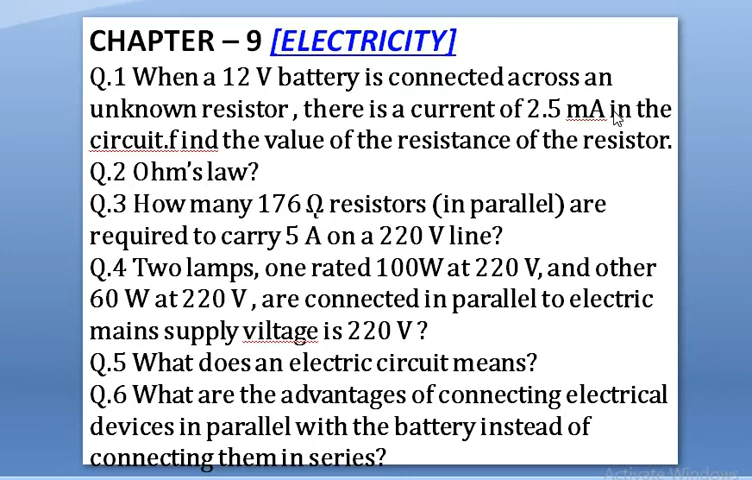 CHAPTER – 9 [ELECTRICITY]
Q.1 When a 12 V battery is connected across an
unknown resistor , there is a current of 2.5 mA in the
circuit.f ind the value of the resistance of the resistor.
Q.2 Ohm's law?
Q.3 How many 176 Ω resistors (in parallel) are
required to carry 5 A on a 220 V line?
Q.4 Two lamps, one rated 100W at 220 V, and other
60 W at 220 V , are connected in parallel to electric
mains supply viltage is 220 V ?
Q.5 What does an electric circuit means?
Q.6 What are the advantages of connecting electrical
devices in parallel with the battery instead of
connecting them in series?
Activate Windows